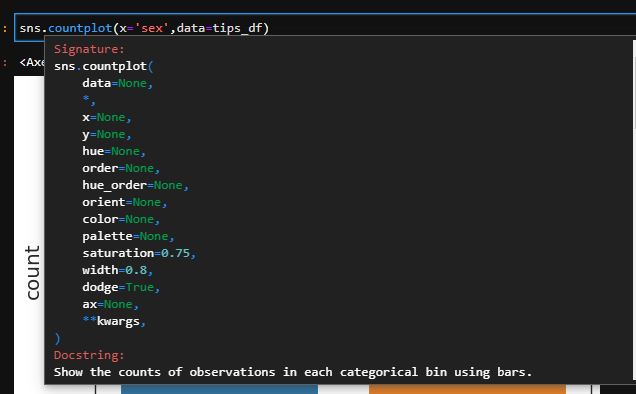 : sns.countplot(x='sex',data=tips_df)
: <Axe
Signature:
sns.countplot(
    data=None,
    *,
    x=None,
    y=None,
    hue=None,
    order=None,
    hue_order=None,
    orient=None,
    color=None,
    palette=None,
    saturation=0.75,
    width=0.8,
    dodge=True,
    ax=None,
    **kwargs,
)
Docstring:
Show the counts of observations in each categorical bin using bars.
count